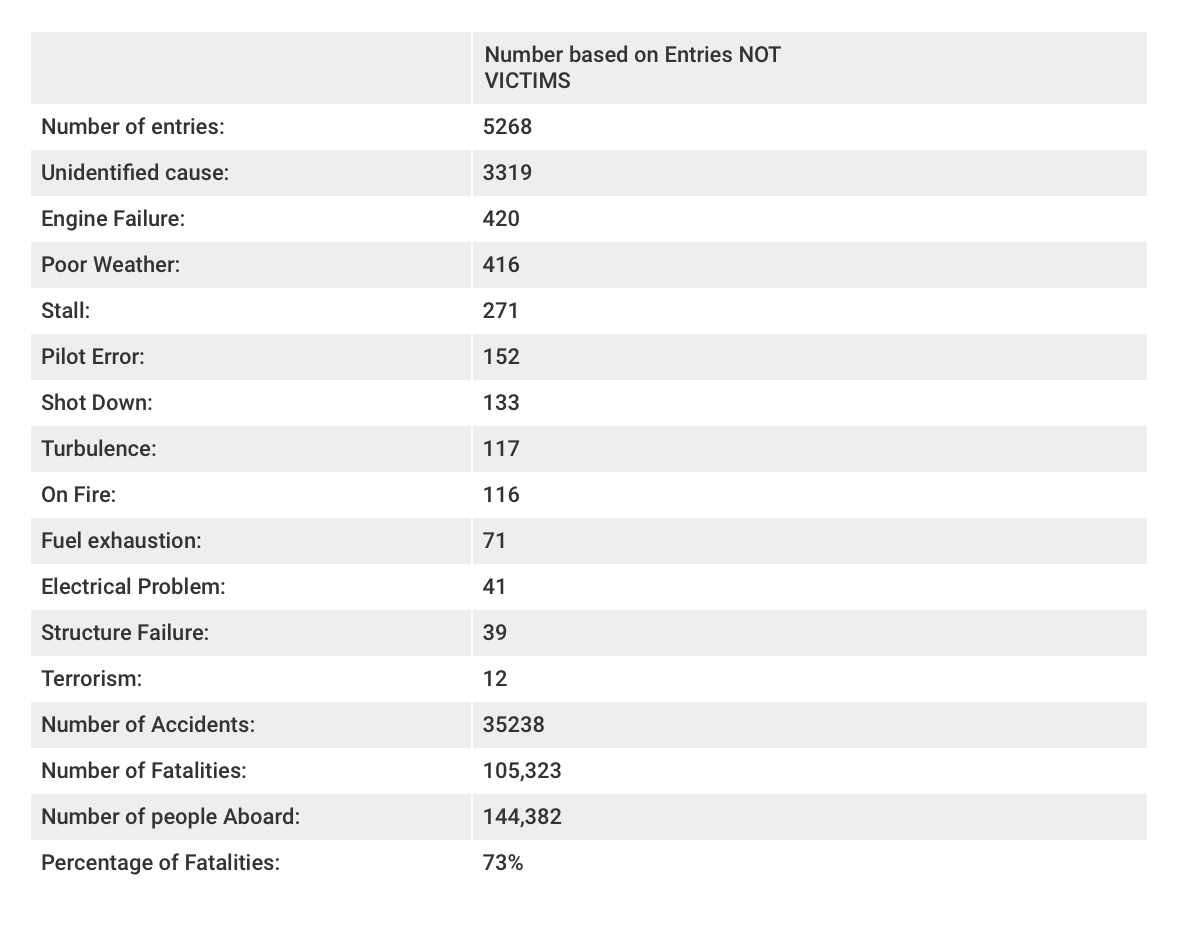 Number based on Entries NOT
VICTIMS
Number of entries: 5268
Unidentified cause: 3319
Engine Failure: 420
Poor Weather: 416
Stall: 271
Pilot Error: 152
Shot Down: 133
Turbulence: 117
On Fire: 116
Fuel exhaustion: 71
Electrical Problem: 41
Structure Failure: 39
Terrorism: 12
Number of Accidents: 35238
Number of Fatalities: 105,323
Number of people Aboard: 144,382
Percentage of Fatalities: 73%